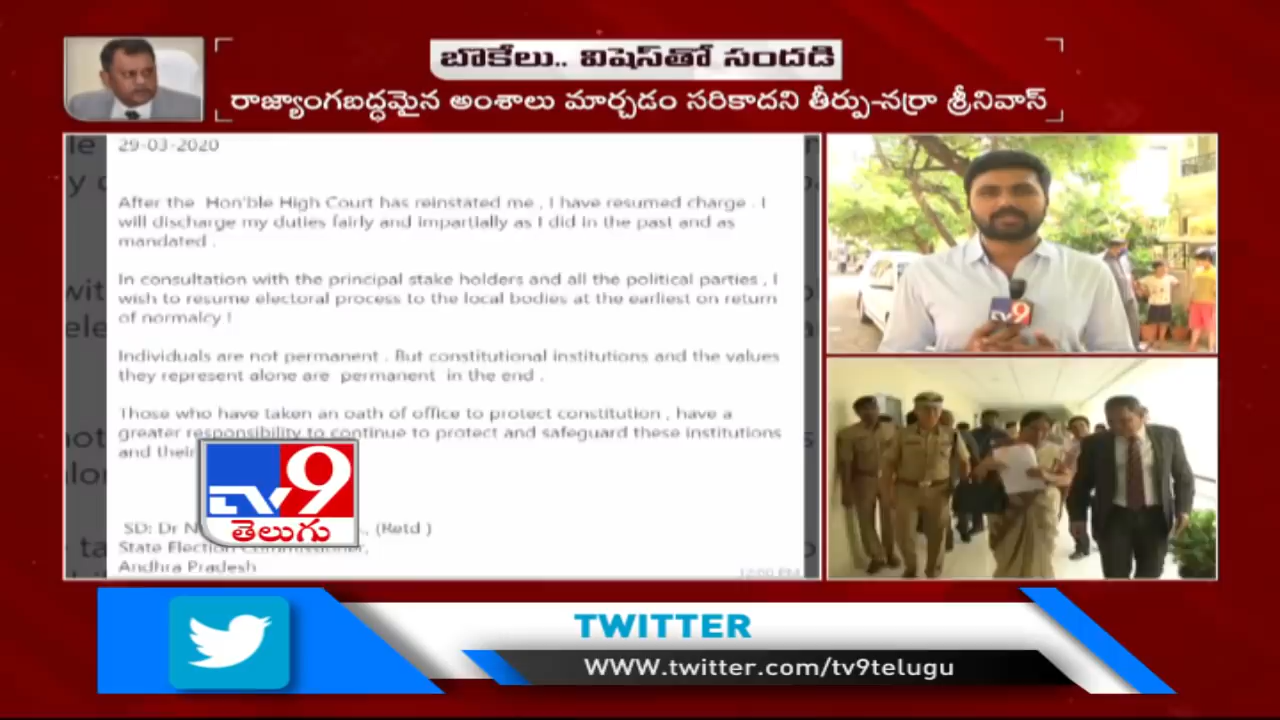 బొకేలు.. విషెస్‌తో సందడి
రాజ్యాంగబద్ధమైన అంశాలు మార్చడం సరికాదని తీర్పు-నర్రా శ్రీనివాస్
29-03-2020
After the Hon'ble High Court has reinstated me , I have resumed charge . I
will discharge my duties fairly and impartially as I did in the past and as
mandated .
In consultation with the principal stake holders and all the political parties , I
wish to resume electoral process to the local bodies at the earliest on return
of normalcy !
Individuals are not permanent . But constitutional institutions and the values
they represent alone are permanent in the end .
Those who have taken an oath of office to protect constitution , have a
greater responsibility to continue to protect and safeguard these institutions
and their
SD: Dr N ., (Retd )
State Election Commissioner,
Andhra Pradesh
12:00 PM
tv9
TV9
తెలుగు
TWITTER
WWW.twitter.com/tv9telugu